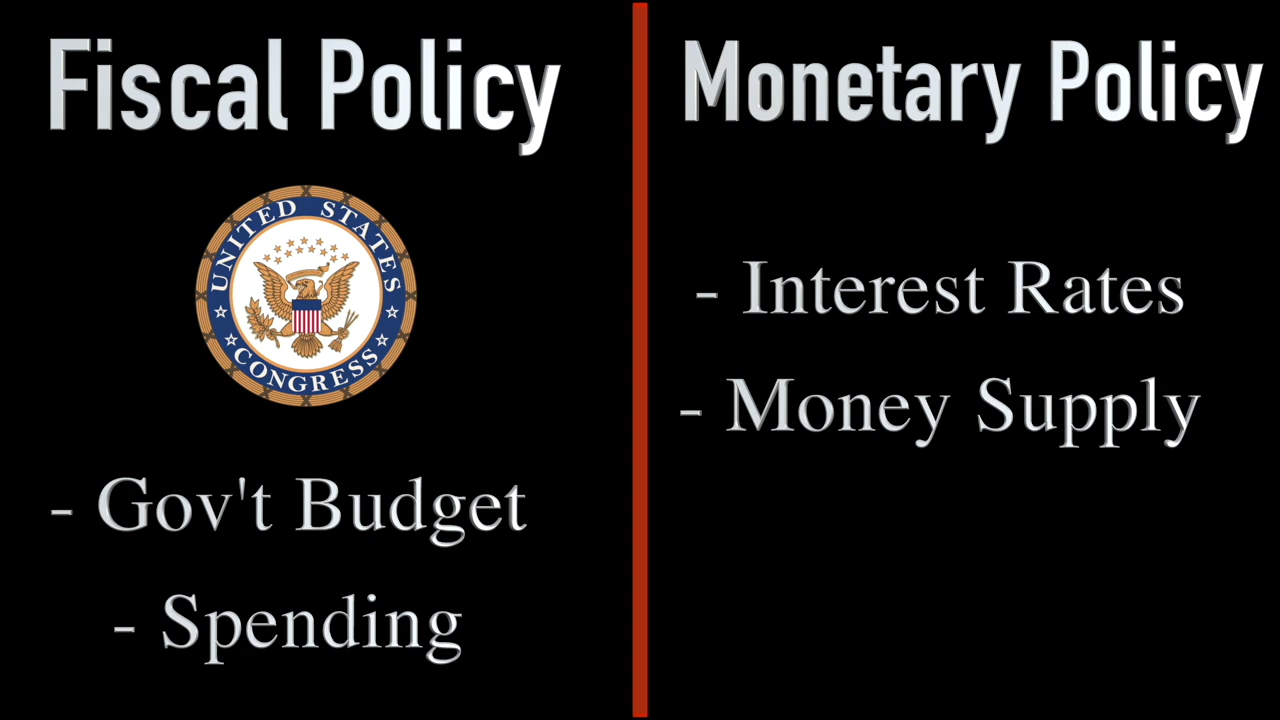 Fiscal Policy
UNITED STATES
CONGRESS
- Gov't Budget
- Spending
Monetary Policy
- Interest Rates
- Money Supply